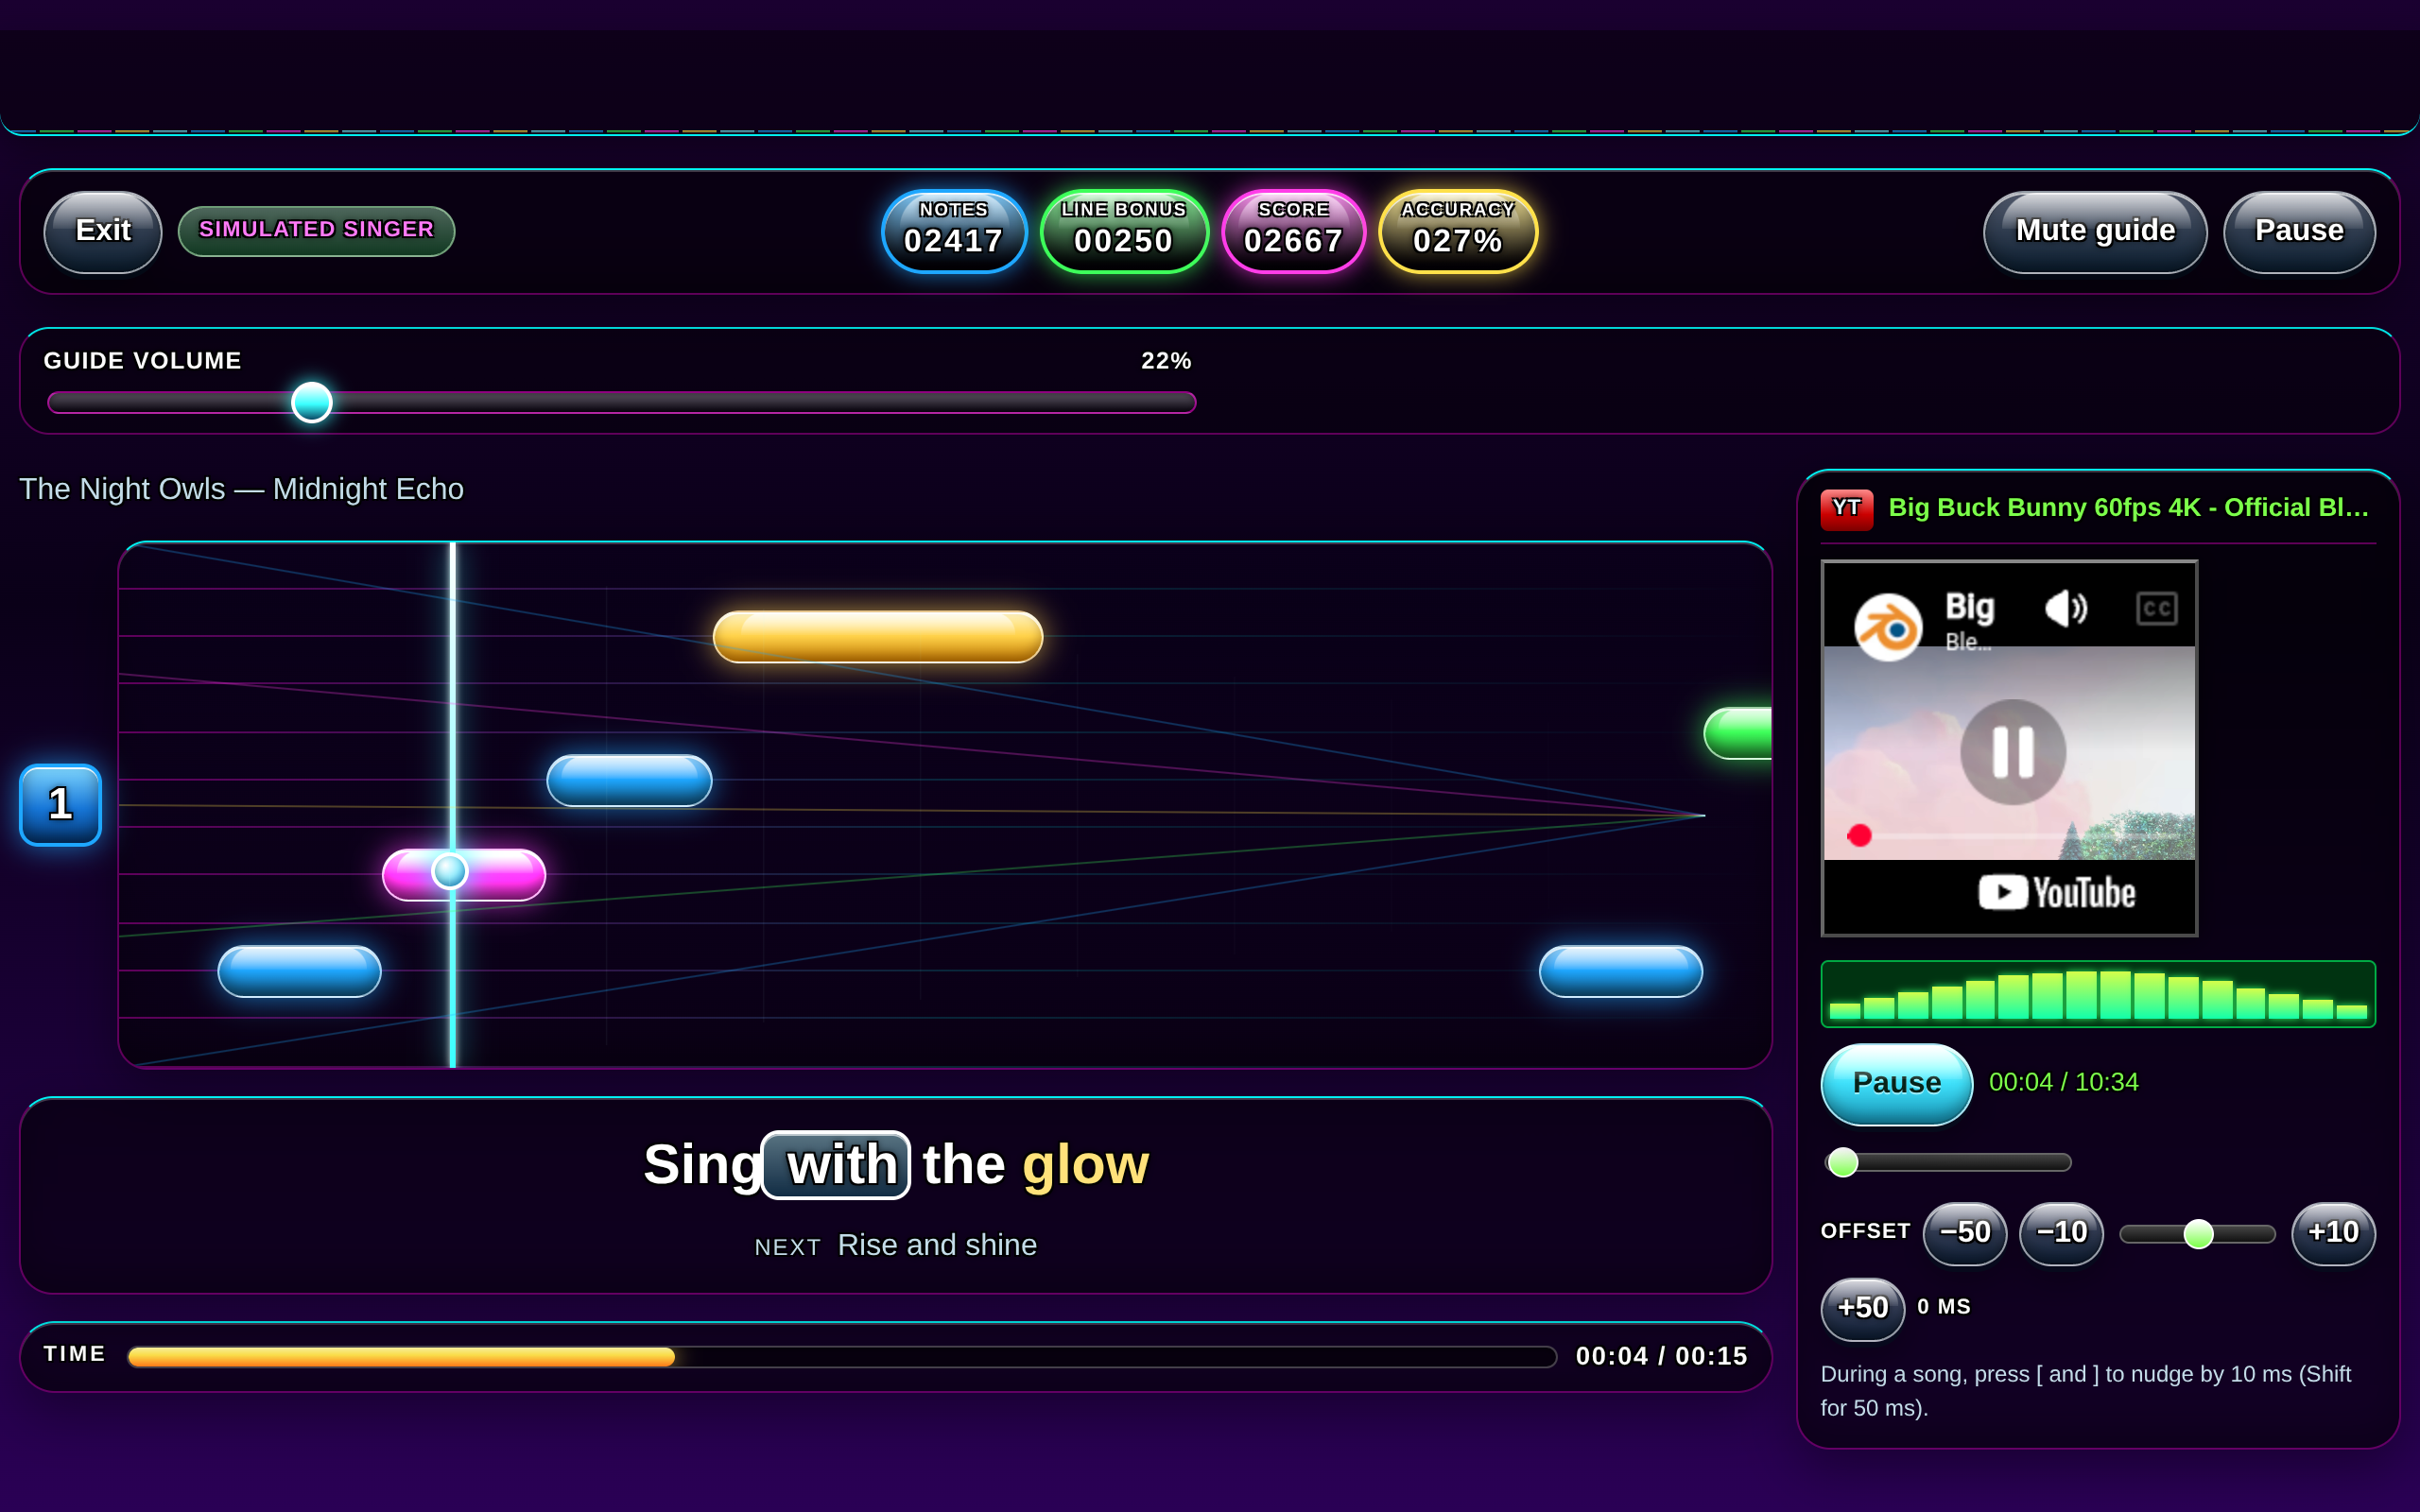 Exit
SIMULATED SINGER
NOTES
02417
LINE BONUS
00250
SCORE
02667
ACCURACY
027%
Mute guide
Pause
GUIDE VOLUME
22%
The Night Owls — Midnight Echo
1
Sing with the glow
NEXT Rise and shine
TIME
00:04 / 00:15
YT
Big Buck Bunny 60fps 4K - Official Bl...
Big
Ble...
CC
YouTube
Pause
00:04 / 10:34
OFFSET
−50
−10
+10
+50
0 MS
During a song, press [ and ] to nudge by 10 ms (Shift
for 50 ms).